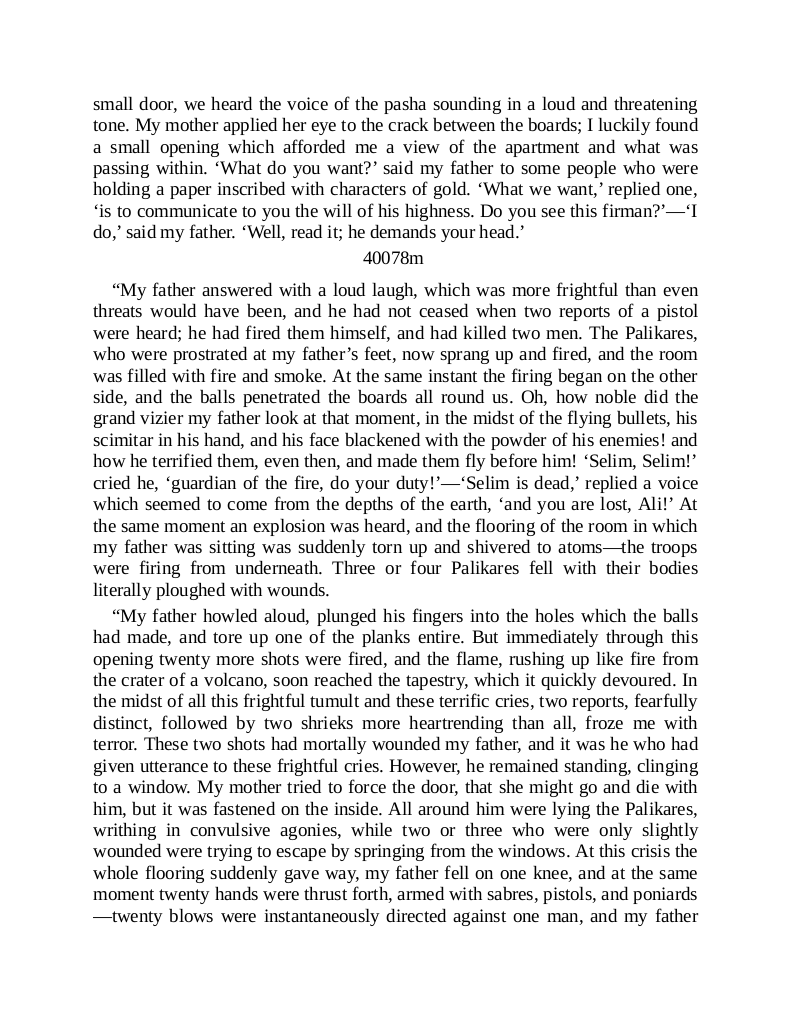 small door, we heard the voice of the pasha sounding in a loud and threatening
tone. My mother applied her eye to the crack between the boards; I luckily found
a small opening which afforded me a view of the apartment and what was
passing within. ‘What do you want?’ said my father to some people who were
holding a paper inscribed with characters of gold. ‘What we want,’ replied one,
‘is to communicate to you the will of his highness. Do you see this firman?’—‘I
do,’ said my father. ‘Well, read it; he demands your head.’
40078m
“My father answered with a loud laugh, which was more frightful than even
threats would have been, and he had not ceased when two reports of a pistol
were heard; he had fired them himself, and had killed two men. The Palikares,
who were prostrated at my father’s feet, now sprang up and fired, and the room
was filled with fire and smoke. At the same instant the firing began on the other
side, and the balls penetrated the boards all round us. Oh, how noble did the
grand vizier my father look at that moment, in the midst of the flying bullets, his
scimitar in his hand, and his face blackened with the powder of his enemies! and
how he terrified them, even then, and made them fly before him! ‘Selim, Selim!’
cried he, ‘guardian of the fire, do your duty!’—‘Selim is dead,’ replied a voice
which seemed to come from the depths of the earth, ‘and you are lost, Ali!’ At
the same moment an explosion was heard, and the flooring of the room in which
my father was sitting was suddenly torn up and shivered to atoms—the troops
were firing from underneath. Three or four Palikares fell with their bodies
literally ploughed with wounds.
“My father howled aloud, plunged his fingers into the holes which the balls
had made, and tore up one of the planks entire. But immediately through this
opening twenty more shots were fired, and the flame, rushing up like fire from
the crater of a volcano, soon reached the tapestry, which it quickly devoured. In
the midst of all this frightful tumult and these terrific cries, two reports, fearfully
distinct, followed by two shrieks more heartrending than all, froze me with
terror. These two shots had mortally wounded my father, and it was he who had
given utterance to these frightful cries. However, he remained standing, clinging
to a window. My mother tried to force the door, that she might go and die with
him, but it was fastened on the inside. All around him were lying the Palikares,
writhing in convulsive agonies, while two or three who were only slightly
wounded were trying to escape by springing from the windows. At this crisis the
whole flooring suddenly gave way, my father fell on one knee, and at the same
moment twenty hands were thrust forth, armed with sabres, pistols, and poniards
—twenty blows were instantaneously directed against one man, and my father